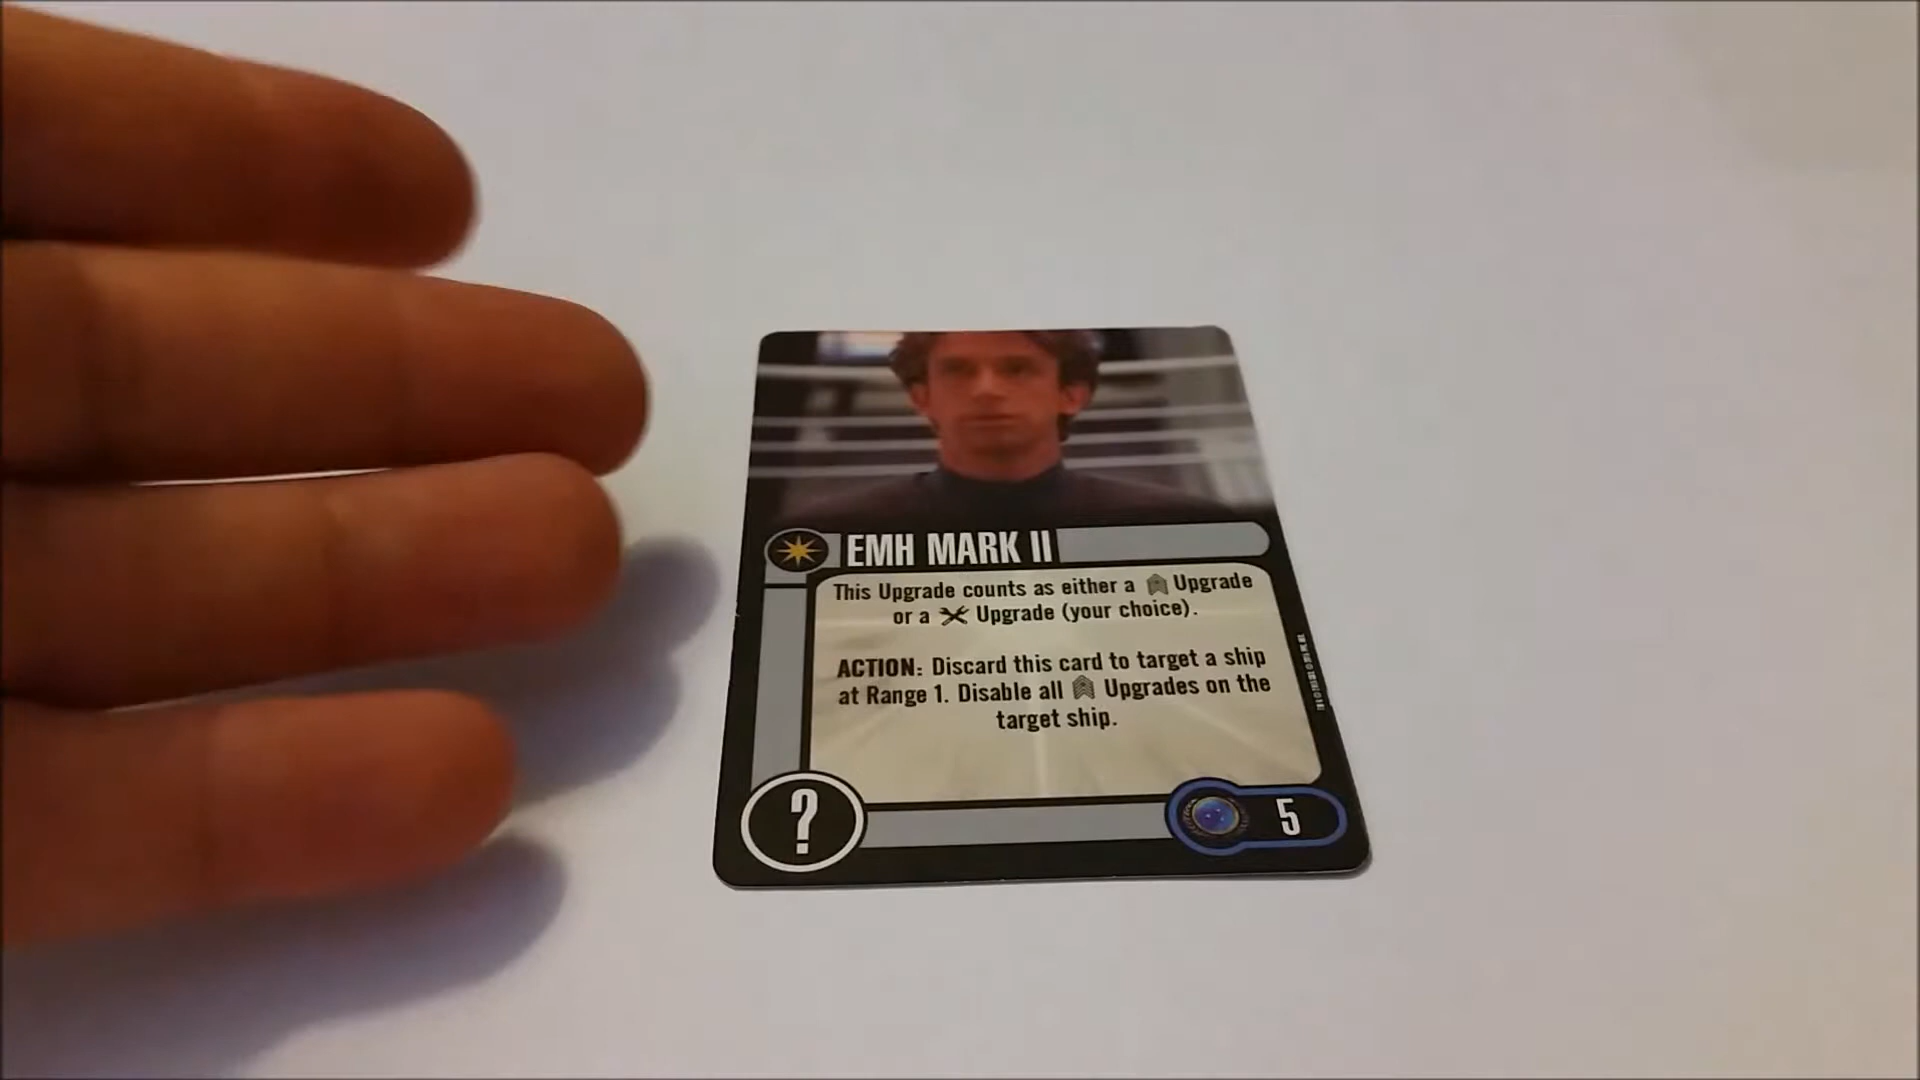 EMH MARK II
This Upgrade counts as either a Upgrade
or a Upgrade (your choice).
ACTION: Discard this card to target a ship
at Range 1. Disable all Upgrades on the
target ship.
?
5